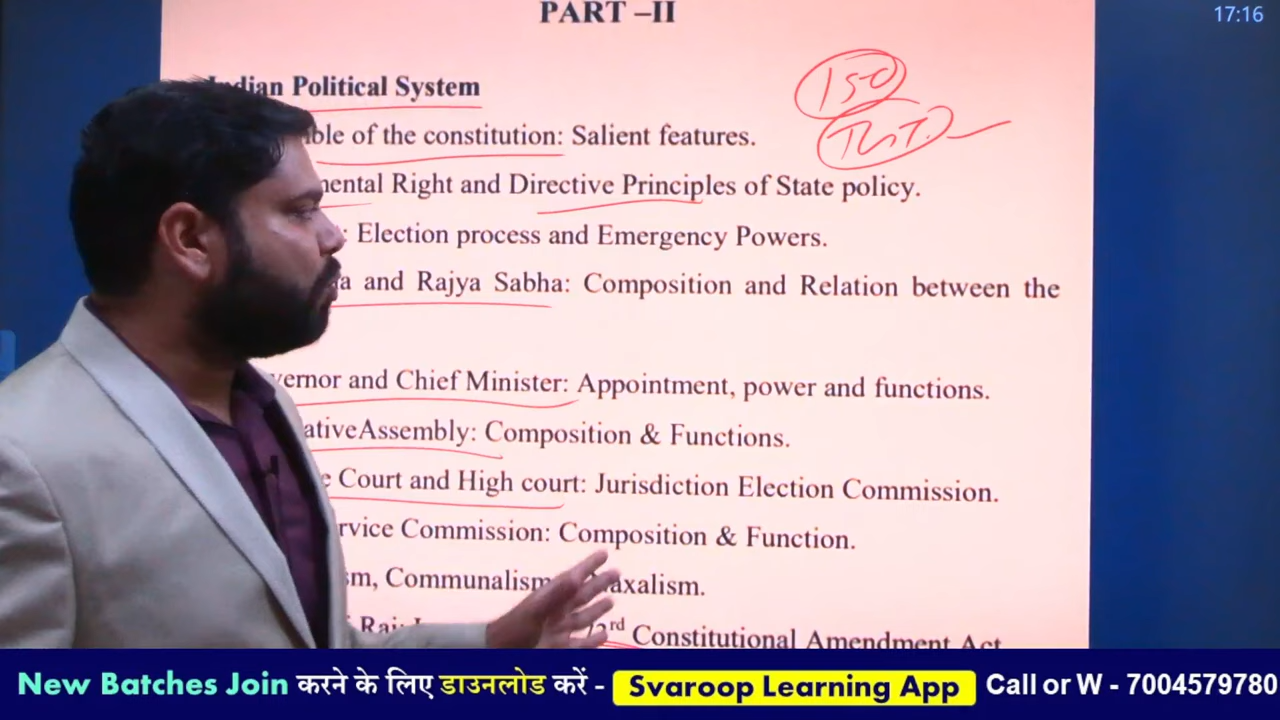 17:16
PART –II
Indian Political System
150
ble of the constitution: Salient features.
mental Right and Directive Principles of State policy.
: Election process and Emergency Powers.
a and Rajya Sabha: Composition and Relation between the
vernor and Chief Minister: Appointment, power and functions.
ativeAssembly: Composition & Functions.
e Court and High court: Jurisdiction Election Commission.
rvice Commission: Composition & Function.
sm, Communalism, Naxalism.
Constitutional Amendment Act
New Batches Join करने के लिए डाउनलोड करें - Svaroop Learning App Call or W - 7004579780